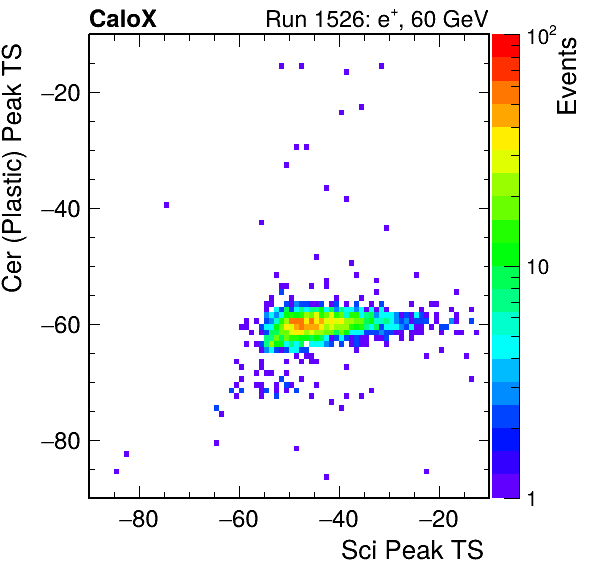 CaloX Run 1526: e⁺, 60 GeV
Cer (Plastic) Peak TS
−20
−40
−60
−80
−80 −60 −40 −20
Sci Peak TS
10²
10
1
Events